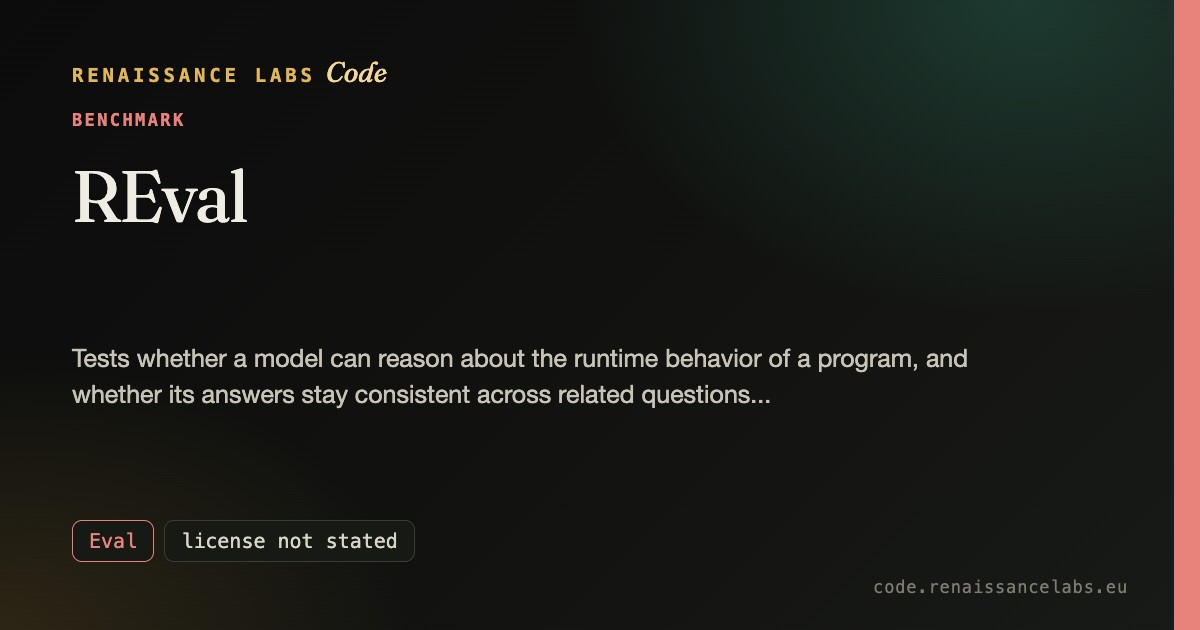 RENAISSANCE LABS Code
BENCHMARK
REval
Tests whether a model can reason about the runtime behavior of a program, and
whether its answers stay consistent across related questions...
Eval
license not stated
code.renaissancelabs.eu